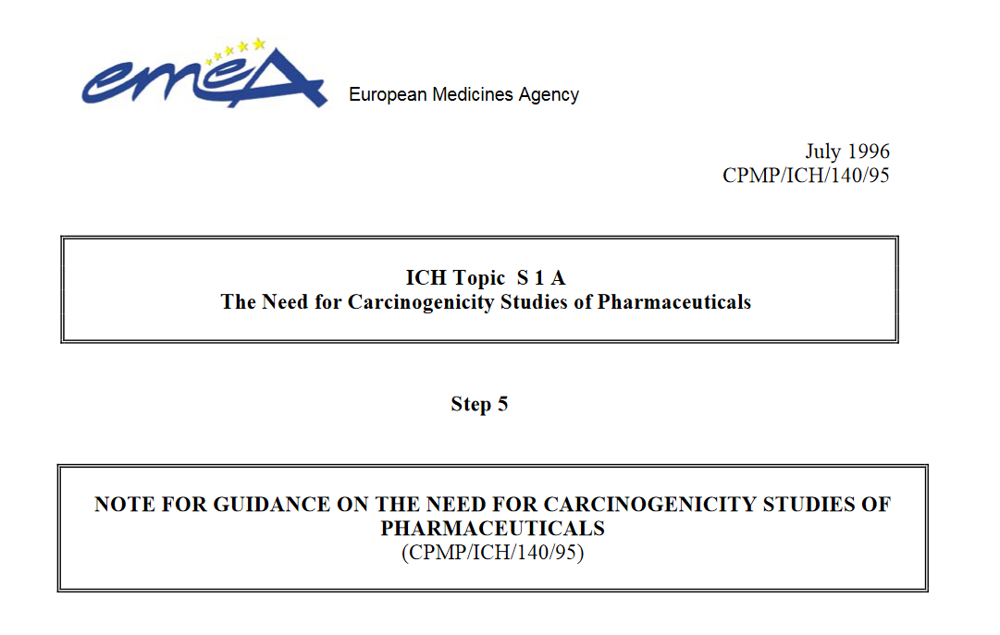 emeA
European Medicines Agency
July 1996
CPMP/ICH/140/95
ICH Topic S 1 A
The Need for Carcinogenicity Studies of Pharmaceuticals
Step 5
NOTE FOR GUIDANCE ON THE NEED FOR CARCINOGENICITY STUDIES OF
PHARMACEUTICALS
(CPMP/ICH/140/95)